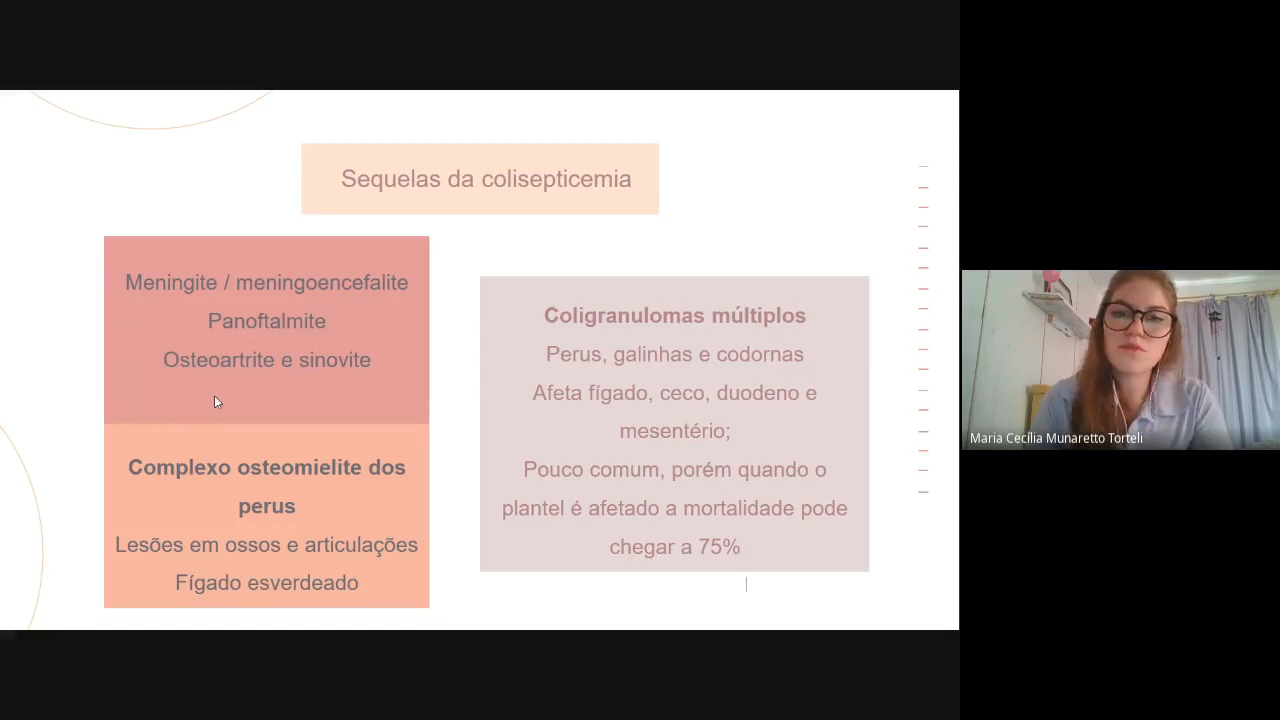 Sequelas da colisepticemia
Meningite / meningoencefalite
Panoftalmite
Osteoartrite e sinovite
Complexo osteomielite dos
perus
Lesões em ossos e articulações
Fígado esverdeado
Coligranulomas múltiplos
Perus, galinhas e codornas
Afeta fígado, ceco, duodeno e
mesentério;
Pouco comum, porém quando o
plantel é afetado a mortalidade pode
chegar a 75%
Maria Cecília Munaretto Torteli